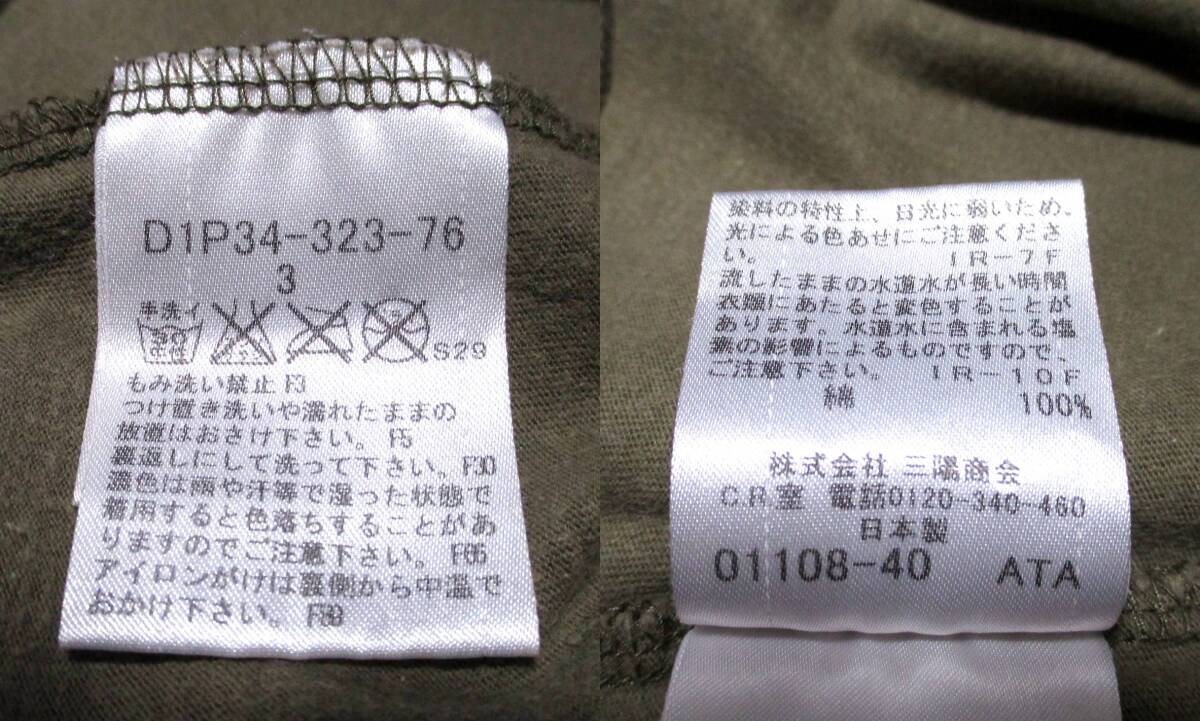 D1P34-323-76
3
手洗イ
30
中性
S29
もみ洗い禁止 F3
つけ置き洗いや濡れたままの
放置はおさけ下さい。 F5
裏返しにして洗って下さい。F30
濃色は雨や汗等で湿った状態で
着用すると色落ちすることがあ
りますのでご注意下さい。 F66
アイロンがけは裏側から中温で
おかけ下さい。
染料の特性上、日光に弱いため、
光による色あせにご注意くださ
い。 IR-7F
流したままの水道水が長い時間
衣類にあたると変色することが
あります。水道水に含まれる塩
素の影響によるものですので、
ご注意下さい。 IR-10F
綿 100%
株式会社 三陽商会
CR室 電話0120-340-460
日本製
01108-40 ATA